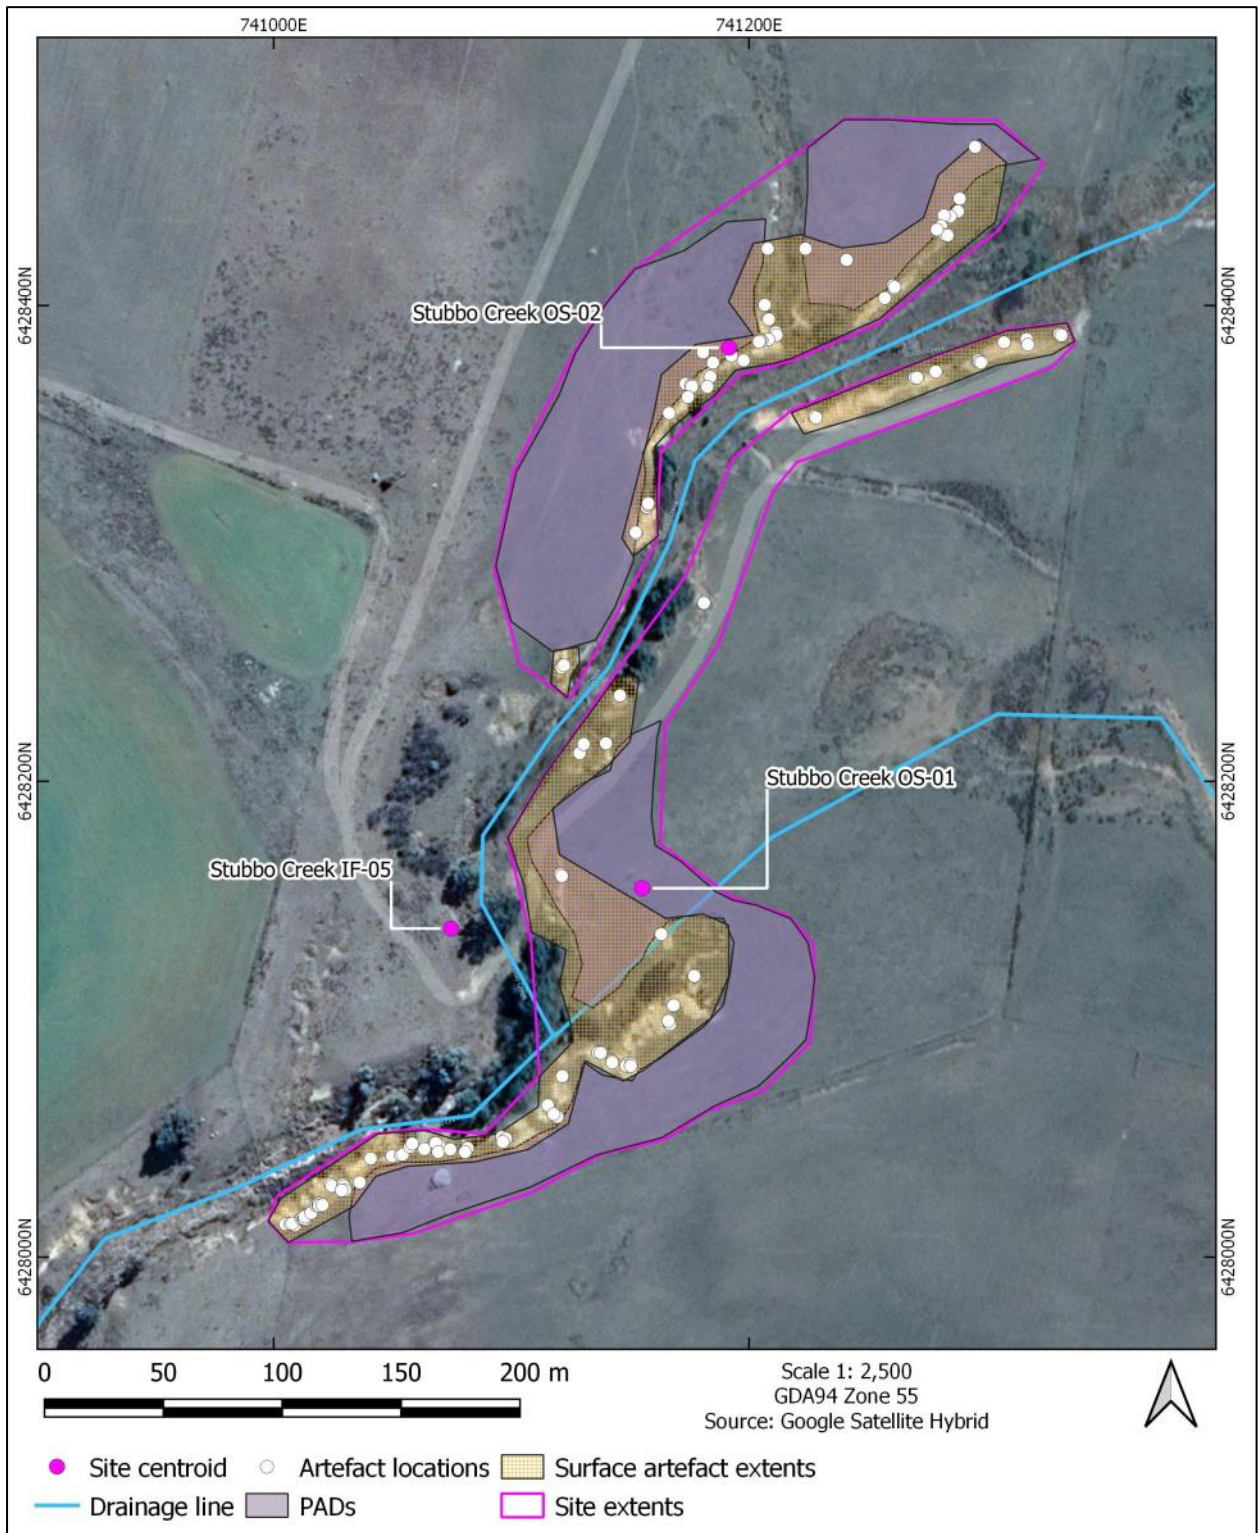 741000E 741200E
Stubbo Creek OS-02
6428400N 6428400N
Stubbo Creek OS-01
6428200N 6428200N
Stubbo Creek IF-05
6428000N 6428000N
0 50 100 150 200 m
Scale 1: 2,500
GDA94 Zone 55
Source: Google Satellite Hybrid
Site centroid Artefact locations Surface artefact extents
Drainage line PADs Site extents